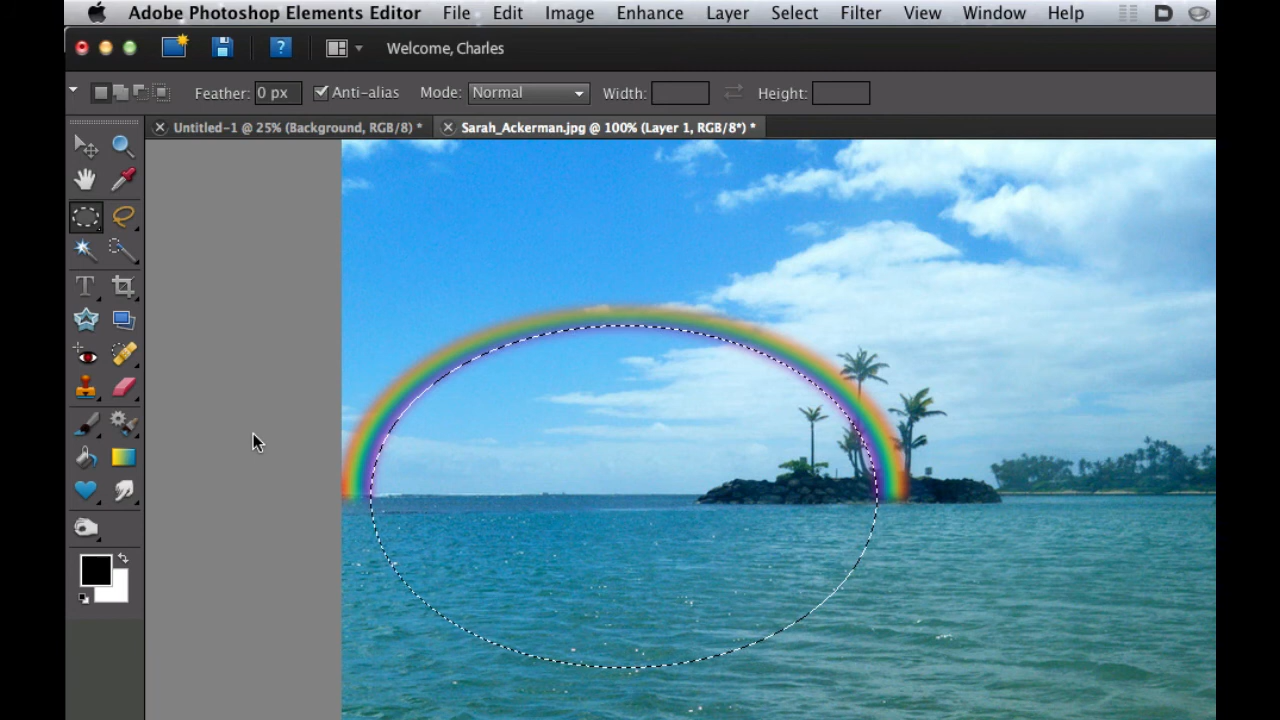 Adobe Photoshop Elements Editor File Edit Image Enhance Layer Select Filter View Window Help
Welcome, Charles
Feather: 0 px Anti-alias Mode: Normal Width: Height:
Untitled-1 @ 25% (Background, RGB/8) * Sarah_Ackerman.jpg @ 100% (Layer 1, RGB/8*) *